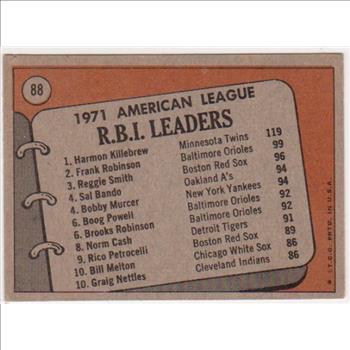 88
1971 AMERICAN LEAGUE
R.B.I. LEADERS
1. Harmon Killebrew Minnesota Twins 119
2. Frank Robinson Baltimore Orioles 99
3. Reggie Smith Boston Red Sox 96
4. Sal Bando Oakland A's 94
4. Bobby Murcer New York Yankees 94
6. Boog Powell Baltimore Orioles 92
6. Brooks Robinson Baltimore Orioles 92
8. Norm Cash Detroit Tigers 91
9. Rico Petrocelli Boston Red Sox 89
10. Bill Melton Chicago White Sox 86
10. Graig Nettles Cleveland Indians 86
© T.C.G. PRTD. IN U.S.A.